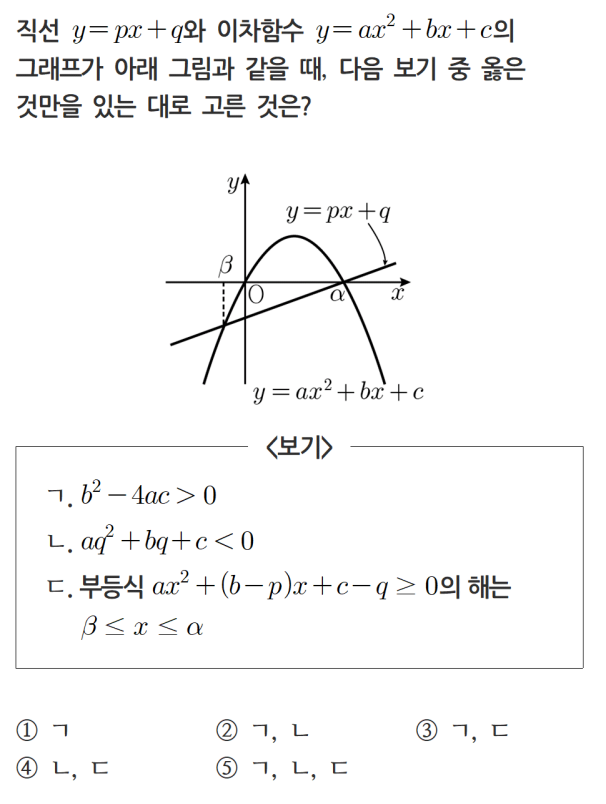 직선 y=px+q와 이차함수 y=ax²+bx+c의
그래프가 아래 그림과 같을 때, 다음 보기 중 옳은
것만을 있는 대로 고른 것은?
y
y=px+q
β
O
α
x
y=ax²+bx+c
<보기>
ㄱ. b²-4ac>0
ㄴ. aq²+bq+c<0
ㄷ. 부등식 ax²+(b-p)x+c-q≥0의 해는
β≤x≤α
① ㄱ ② ㄱ, ㄴ ③ ㄱ, ㄷ
④ ㄴ, ㄷ ⑤ ㄱ, ㄴ, ㄷ